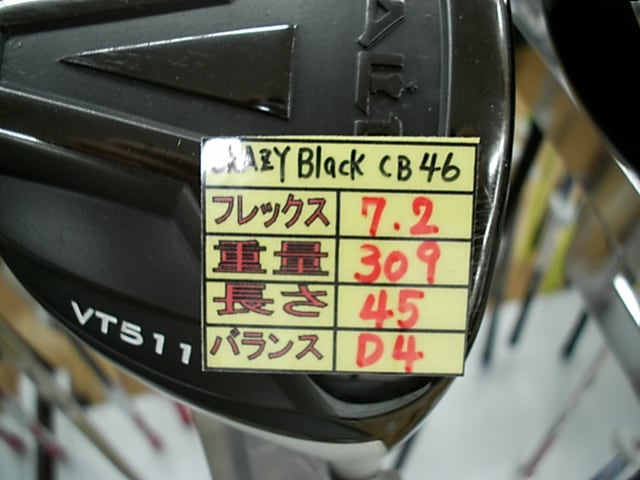 CRAZY Black CB46
フレックス 7.2
重量 309
長さ 45
バランス D4
VT511